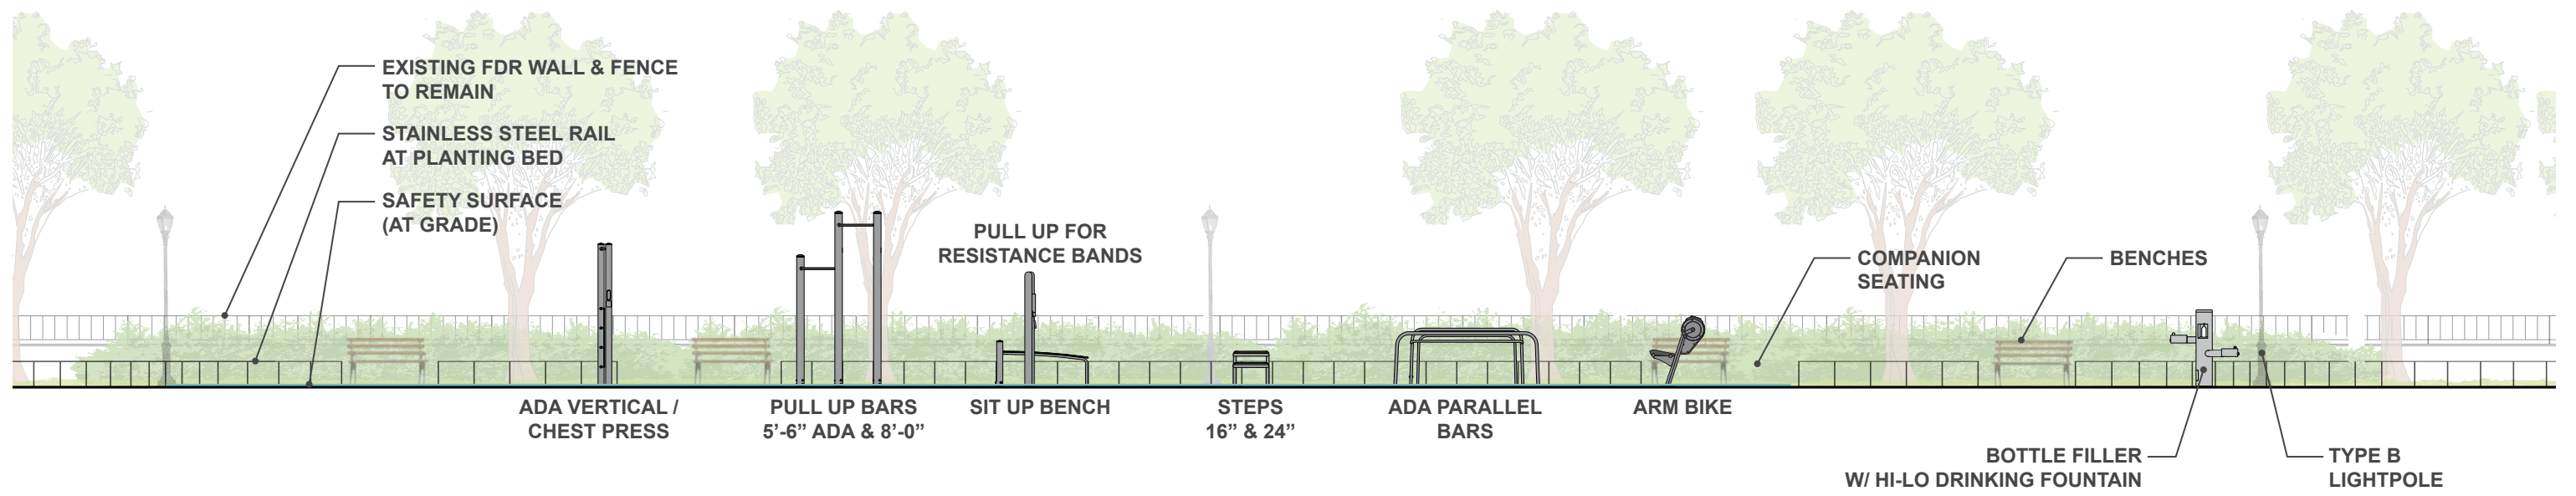 EXISTING FDR WALL & FENCE
TO REMAIN
STAINLESS STEEL RAIL
AT PLANTING BED
SAFETY SURFACE
(AT GRADE)
PULL UP FOR
RESISTANCE BANDS
COMPANION
SEATING
BENCHES
ADA VERTICAL /
CHEST PRESS
PULL UP BARS
5’-6” ADA & 8’-0”
SIT UP BENCH
STEPS
16” & 24”
ADA PARALLEL
BARS
ARM BIKE
BOTTLE FILLER
W/ HI-LO DRINKING FOUNTAIN
TYPE B
LIGHTPOLE